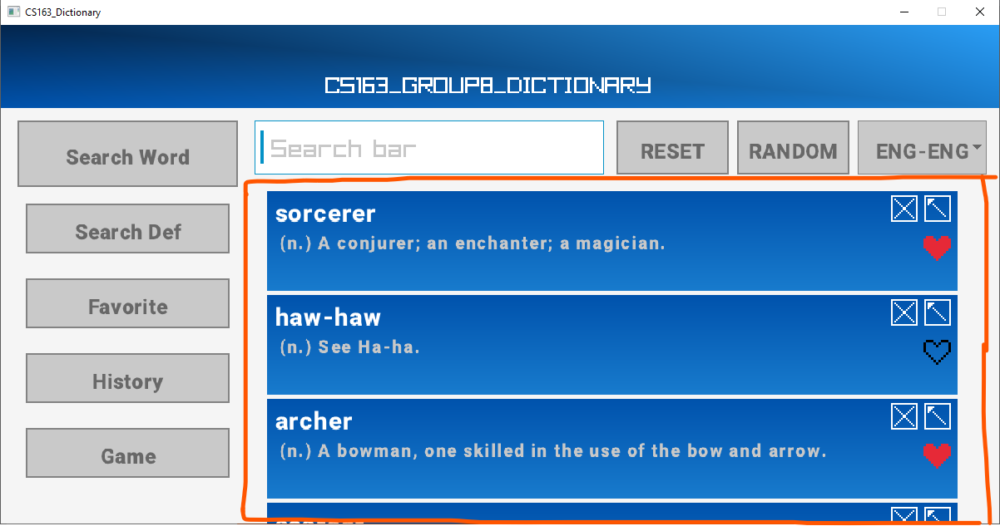 CS163_Dictionary
CS163_GROUP8_DICTIONARY
Search Word
Search bar
RESET
RANDOM
ENG-ENG
Search Def
Favorite
History
Game
sorcerer
(n.) A conjurer; an enchanter; a magician.
haw-haw
(n.) See Ha-ha.
archer
(n.) A bowman, one skilled in the use of the bow and arrow.